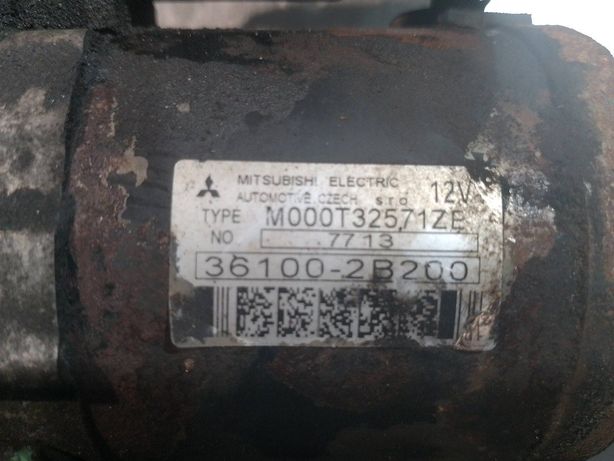 MITSUBISHI ELECTRIC 12V
AUTOMOTIVE CZECH s.r.o
TYPE M000T32571ZE
NO 7713
36100-2B200